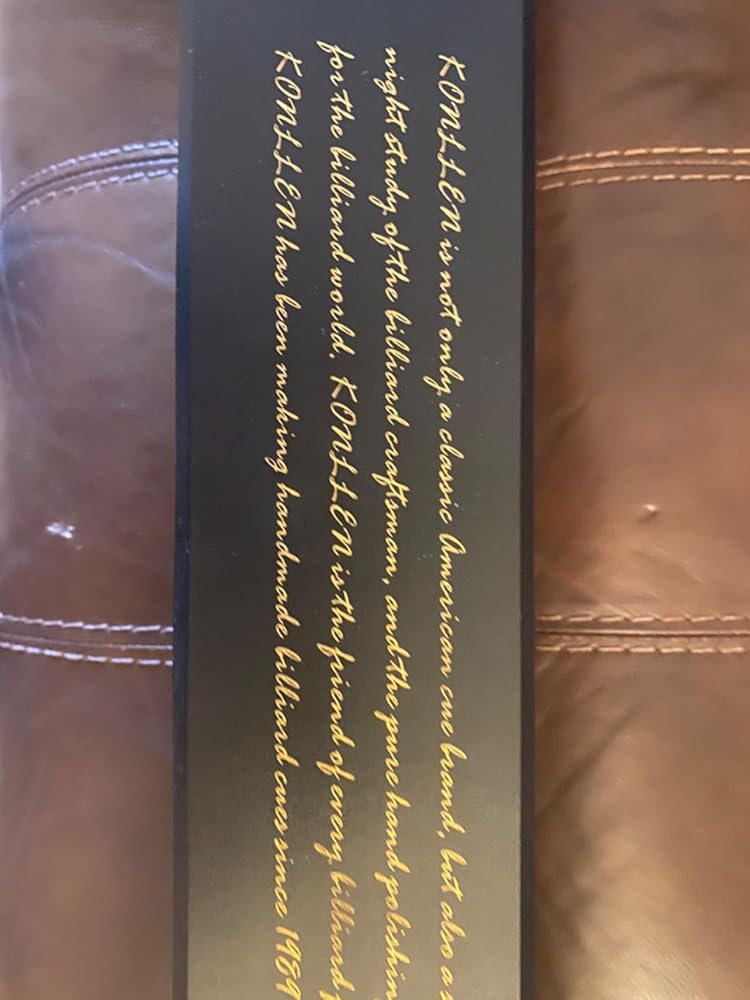 KONLLEN is not only a classic American cue brand, but also a
night study of the billiard craftsman, and the pure hand polishin
for the billiard world. KONLLEN is the friend of every billiard
KONLLEN has been making handmade billiard cues since 1989